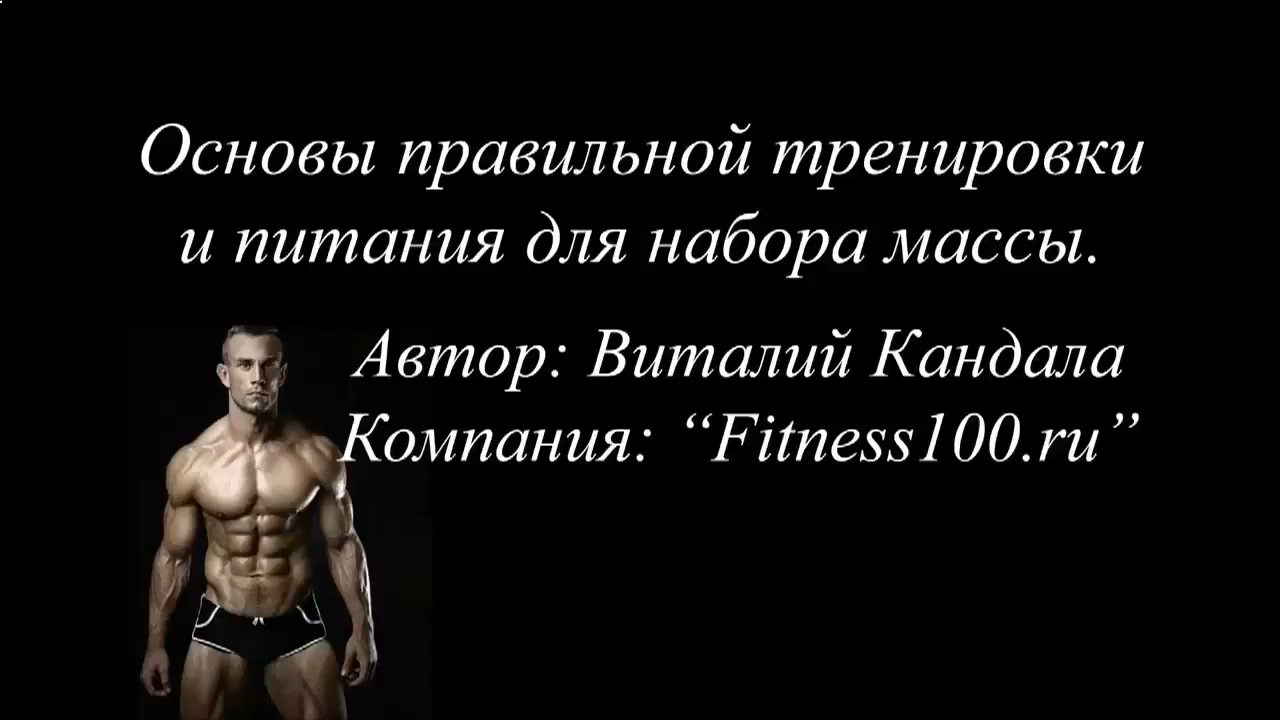 Основы правильной тренировки
и питания для набора массы.
Автор: Виталий Кандала
Компания: “Fitness100.ru”